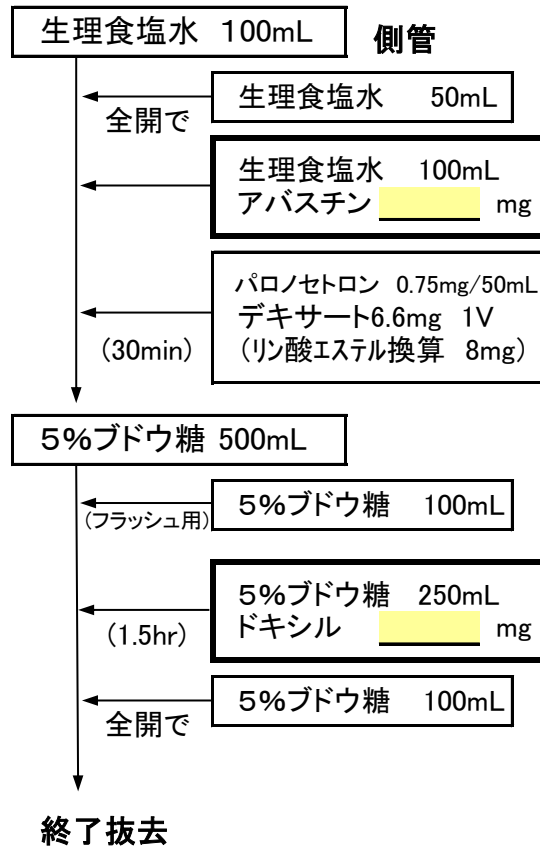 生理食塩水 100mL
側管
生理食塩水 50mL
全開で
生理食塩水 100mL
アバスチン mg
パロノセトロン 0.75mg/50mL
デキサート6.6mg 1V
(リン酸エステル換算 8mg)
(30min)
5%ブドウ糖 500mL
5%ブドウ糖 100mL
(フラッシュ用)
5%ブドウ糖 250mL
ドキシル mg
(1.5hr)
5%ブドウ糖 100mL
全開で
終了抜去